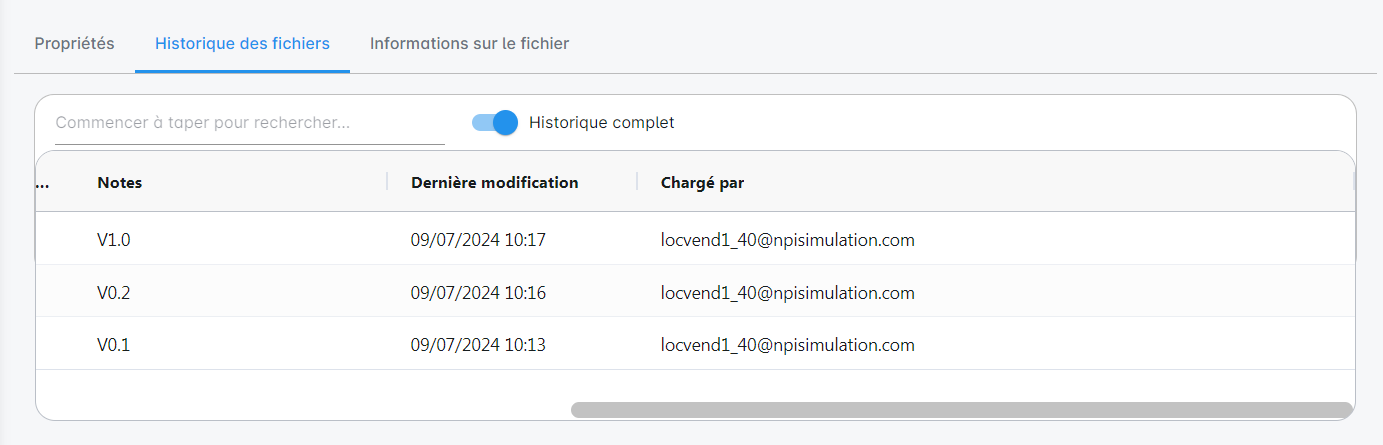 Propriétés Historique des fichiers Informations sur le fichier
Commencer à taper pour rechercher... Historique complet
... Notes Dernière modification Chargé par
V1.0 09/07/2024 10:17 locvend1_40@npisimulation.com
V0.2 09/07/2024 10:16 locvend1_40@npisimulation.com
V0.1 09/07/2024 10:13 locvend1_40@npisimulation.com